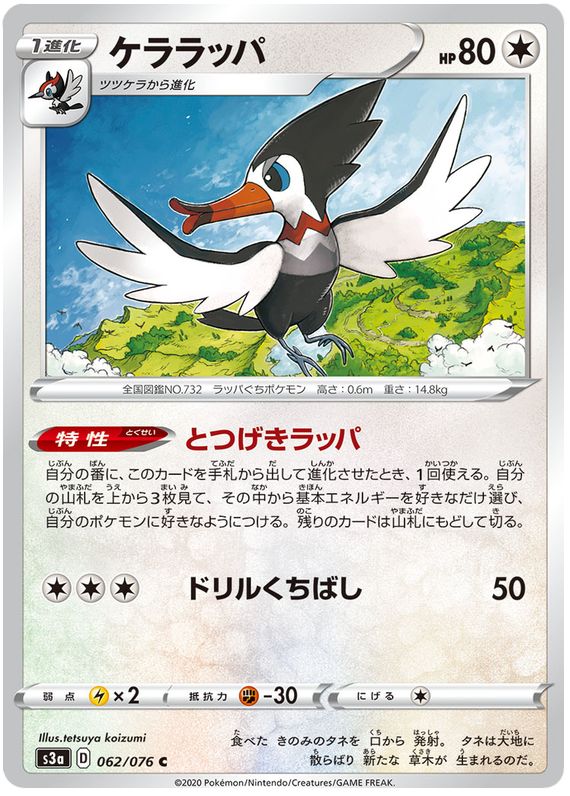 1進化
ケララッパ
HP80
ツツケラから進化
全国図鑑NO.732 ラッパぐちポケモン 高さ:0.6m 重さ:14.8kg
特性 とくせい とつげきラッパ
自分の番に、このカードを手札から出して進化させたとき、1回使える。自分
の山札を上から3枚見て、その中から基本エネルギーを好きなだけ選び、
自分のポケモンに好きなようにつける。残りのカードは山札にもどして切る。
ドリルくちばし 50
弱点 ×2 抵抗力 -30 にげる
Illus.tetsuya koizumi
s3a D 062/076 C
食べた きのみのタネを 口から 発射。 タネは大地に
散らばり 新たな 草木が 生まれるのだ。
©2020 Pokémon/Nintendo/Creatures/GAME FREAK.